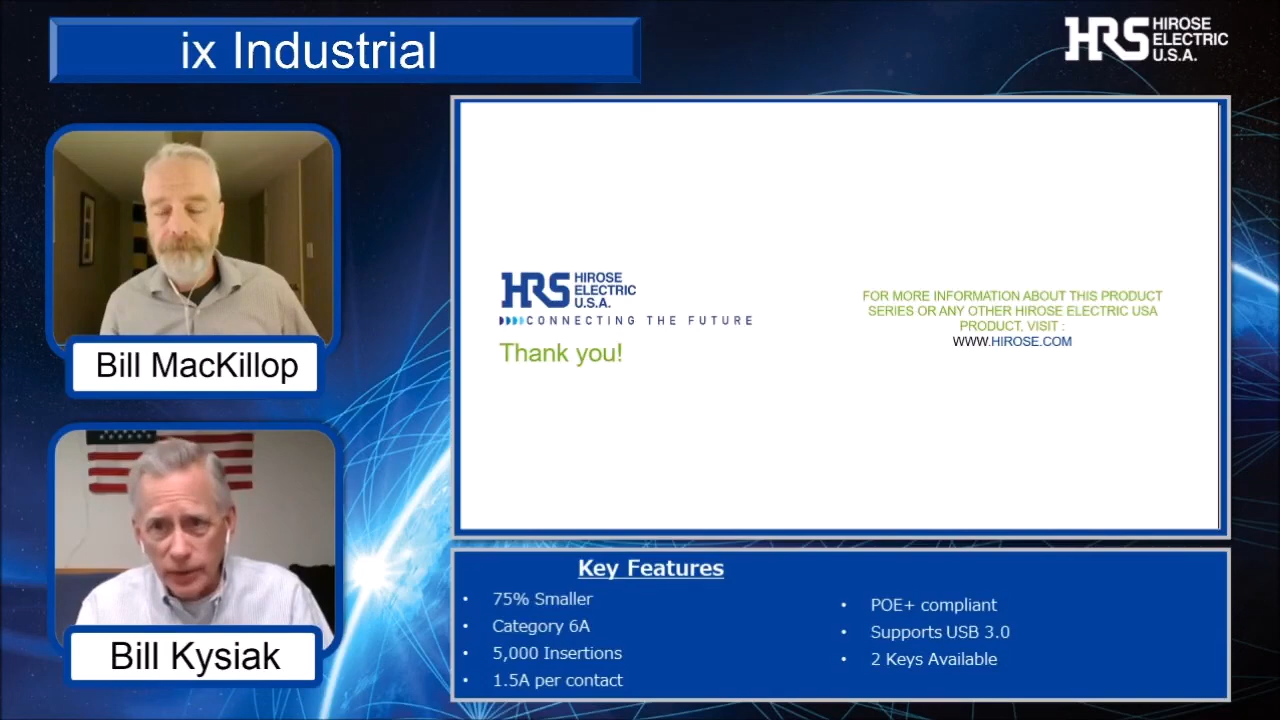 ix Industrial
HRS HIROSE
ELECTRIC
U.S.A.
Bill MacKillop
Bill Kysiak
HRS HIROSE
ELECTRIC
U.S.A.
CONNECTING THE FUTURE
Thank you!
FOR MORE INFORMATION ABOUT THIS PRODUCT
SERIES OR ANY OTHER HIROSE ELECTRIC USA
PRODUCT, VISIT :
WWW.HIROSE.COM
Key Features
• 75% Smaller
• Category 6A
• 5,000 Insertions
• 1.5A per contact
• POE+ compliant
• Supports USB 3.0
• 2 Keys Available